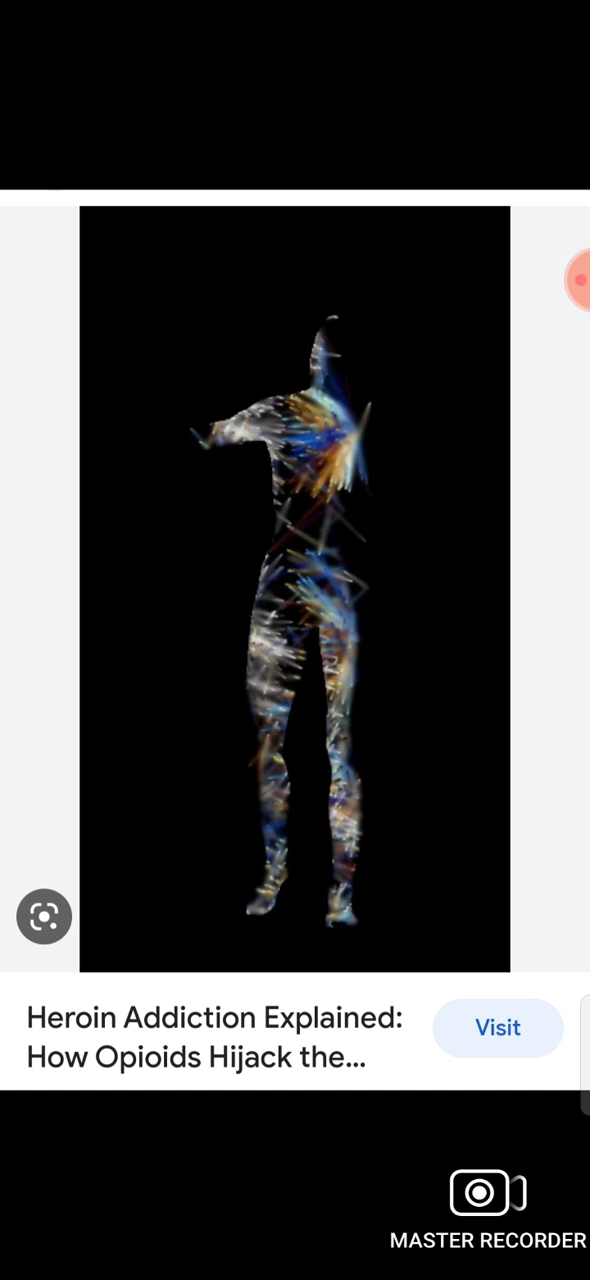 Heroin Addiction Explained:
How Opioids Hijack the...
Visit
MASTER RECORDER